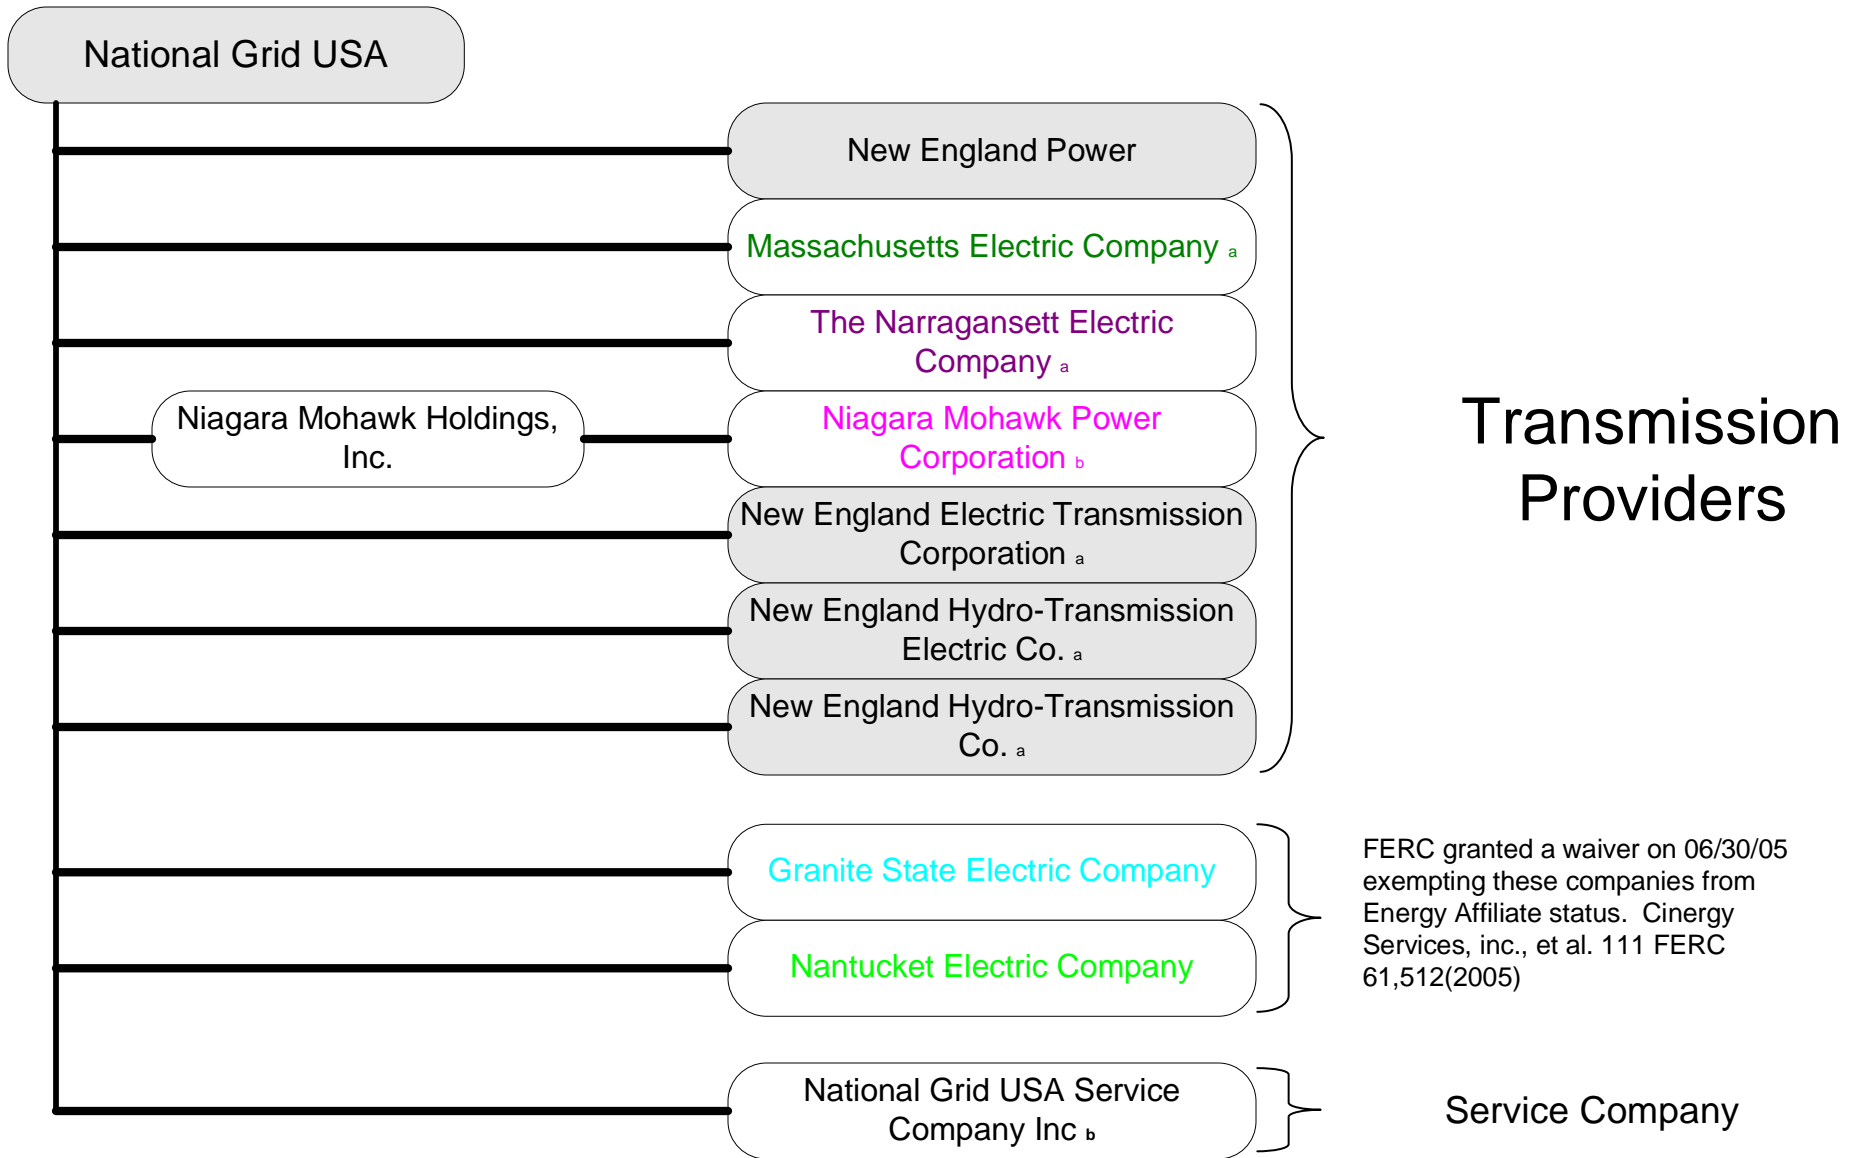 National Grid USA
New England Power
Massachusetts Electric Company a
The Narragansett Electric
Company a
Niagara Mohawk Holdings,
Inc.
Niagara Mohawk Power
Corporation b
New England Electric Transmission
Corporation a
New England Hydro-Transmission
Electric Co. a
New England Hydro-Transmission
Co. a
Transmission
Providers
Granite State Electric Company
Nantucket Electric Company
FERC granted a waiver on 06/30/05
exempting these companies from
Energy Affiliate status.  Cinergy
Services, inc., et al. 111 FERC
61,512(2005)
National Grid USA Service
Company Inc b
Service Company